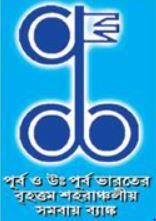 পূর্ব ও উঃ পূর্ব ভারতের
বৃহত্তম শহরাঞ্চলীয়
সমবায় ব্যাঙ্ক